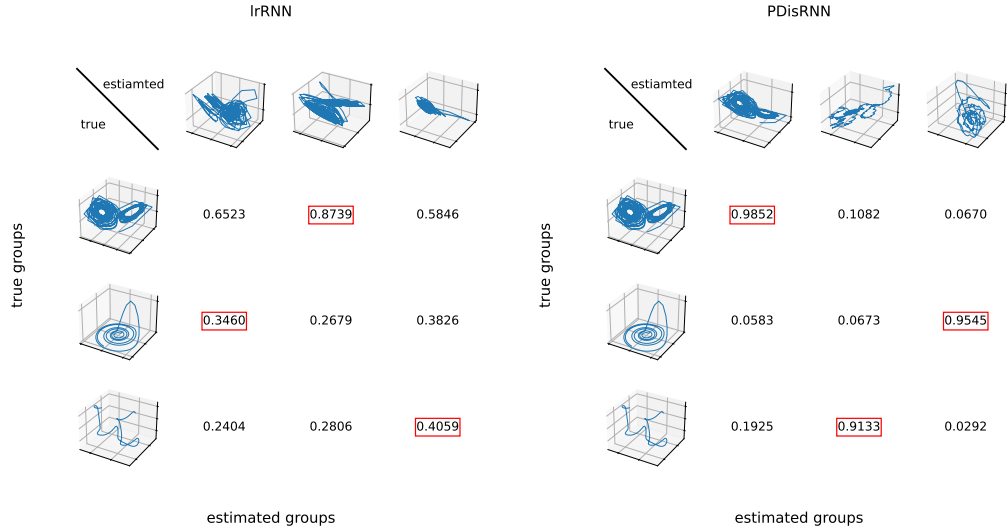 lrRNN
estiamted
true
true groups
0.6523 0.8739 0.5846
0.3460 0.2679 0.3826
0.2404 0.2806 0.4059
estimated groups
PDisRNN
estiamted
true
true groups
0.9852 0.1082 0.0670
0.0583 0.0673 0.9545
0.1925 0.9133 0.0292